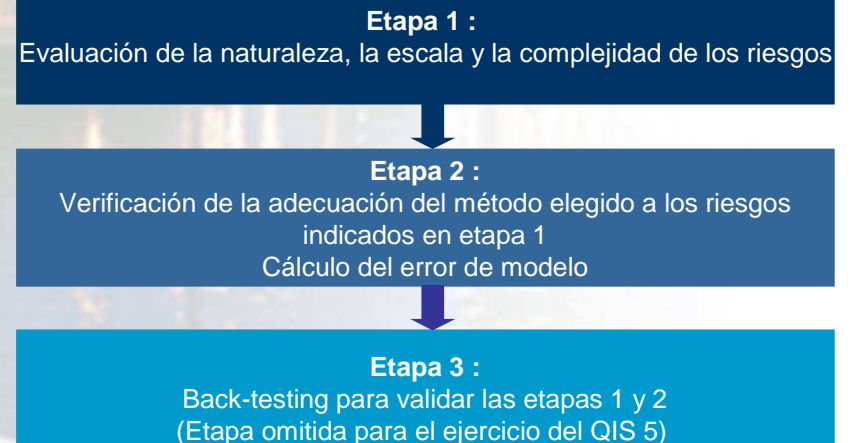 Etapa 1 :
Evaluación de la naturaleza, la escala y la complejidad de los riesgos
Etapa 2 :
Verificación de la adecuación del método elegido a los riesgos
indicados en etapa 1
Cálculo del error de modelo
Etapa 3 :
Back-testing para validar las etapas 1 y 2
(Etapa omitida para el ejercicio del QIS 5)